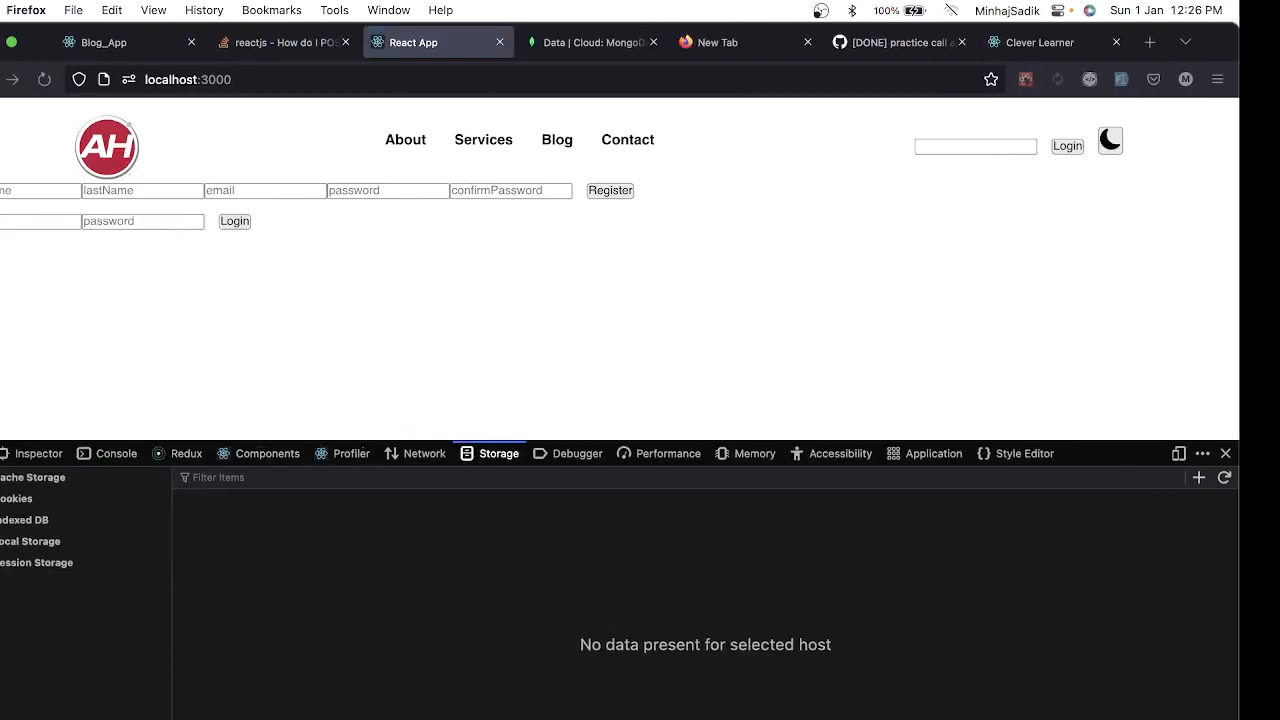 Firefox File Edit View History Bookmarks Tools Window Help 100% MinhajSadik Sun 1 Jan 12:26 PM
Blog_App reactjs - How do I POS React App Data | Cloud: MongoD New Tab [DONE] practice call a Clever Learner
localhost:3000 M
AH About Services Blog Contact Login
me lastName email password confirmPassword Register
password Login
Inspector Console Redux Components Profiler Network Storage Debugger Performance Memory Accessibility Application Style Editor
ache Storage Filter Items
ookies
ndexed DB
ocal Storage
ession Storage
No data present for selected host